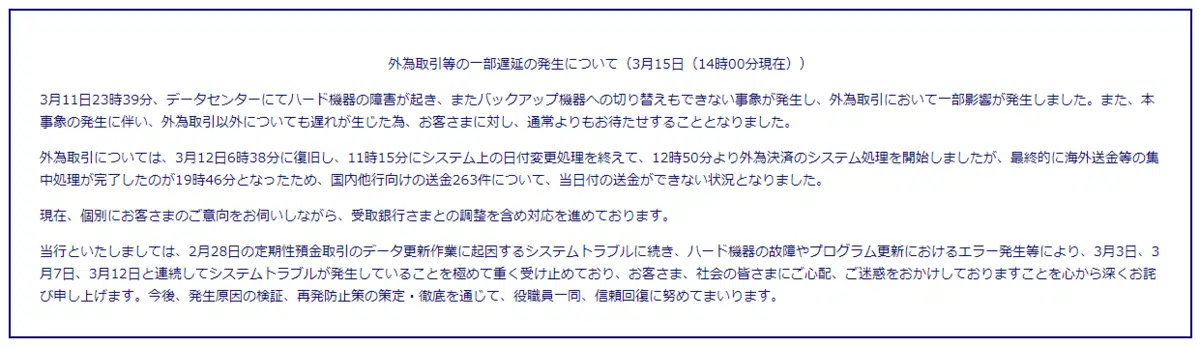 外為取引等の一部遅延の発生について（3月15日（14時00分現在））
3月11日23時39分、データセンターにてハード機器の障害が起き、またバックアップ機器への切り替えもできない事象が発生し、外為取引において一部影響が発生しました。また、本
事象の発生に伴い、外為取引以外についても遅れが生じた為、お客さまに対し、通常よりもお待たせすることとなりました。
外為取引については、3月12日6時38分に復旧し、11時15分にシステム上の日付変更処理を終えて、12時50分より外為決済のシステム処理を開始しましたが、最終的に海外送金等の集
中処理が完了したのが19時46分となったため、国内他行向けの送金263件について、当日付の送金ができない状況となりました。
現在、個別にお客さまのご意向をお伺いしながら、受取銀行さまとの調整を含め対応を進めております。
当行といたしましては、2月28日の定期性預金取引のデータ更新作業に起因するシステムトラブルに続き、ハード機器の故障やプログラム更新におけるエラー発生等により、3月3日、3
月7日、3月12日と連続してシステムトラブルが発生していることを極めて重く受け止めており、お客さま、社会の皆さまにご心配、ご迷惑をおかけしておりますことを心から深くお詫
び申し上げます。今後、発生原因の検証、再発防止策の策定・徹底を通じて、役職員一同、信頼回復に努めてまいります。